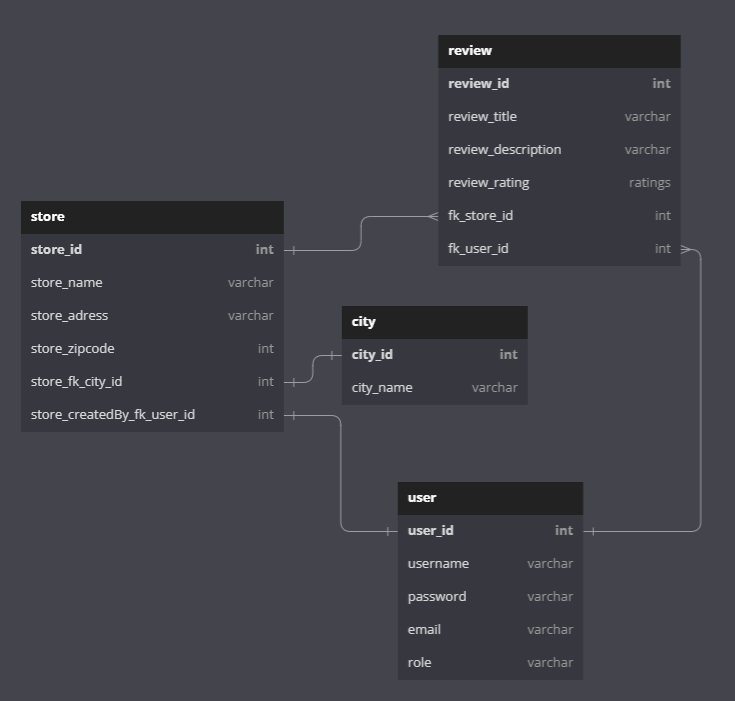 review
review_id int
review_title varchar
review_description varchar
review_rating ratings
fk_store_id int
fk_user_id int
store
store_id int
store_name varchar
store_adress varchar
store_zipcode int
store_fk_city_id int
store_createdBy_fk_user_id int
city
city_id int
city_name varchar
user
user_id int
username varchar
password varchar
email varchar
role varchar